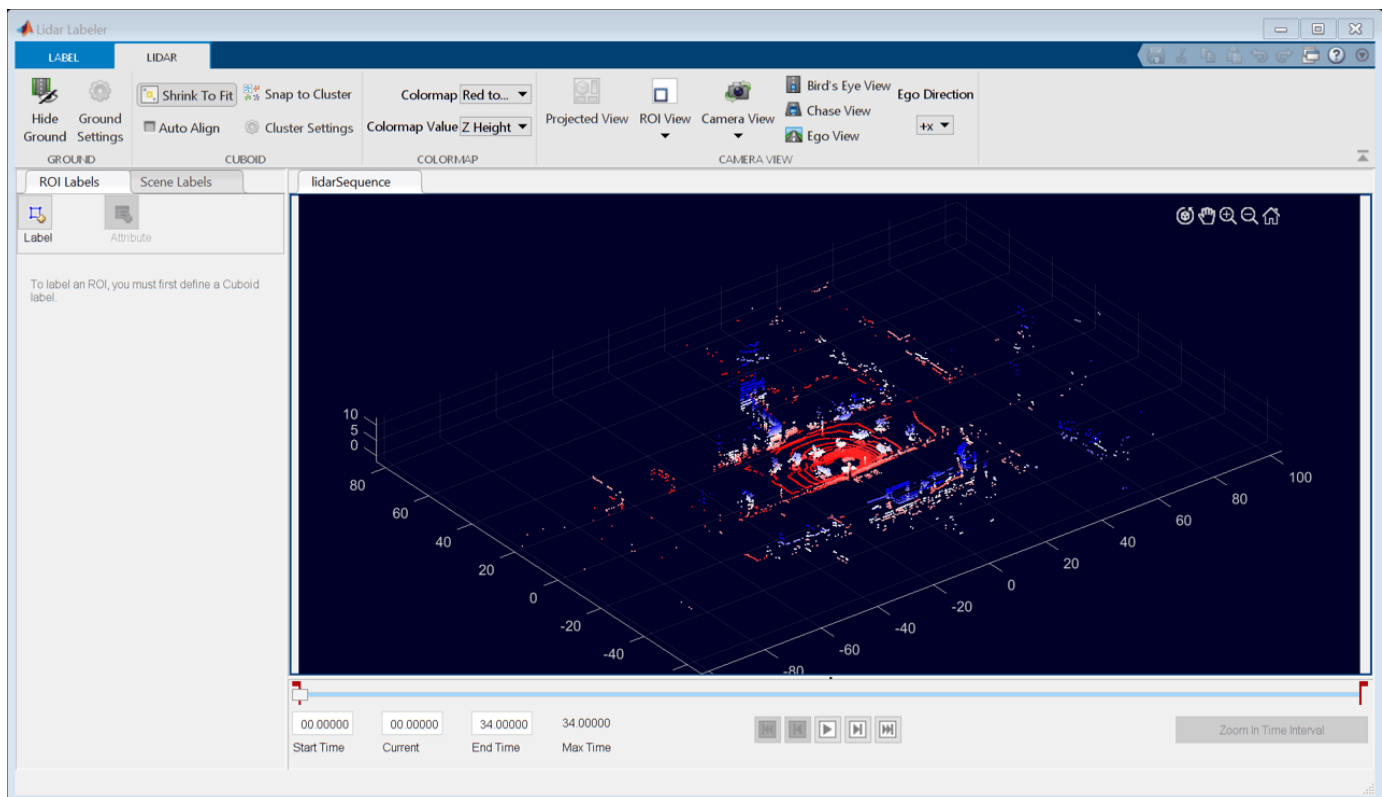 Lidar Labeler
LABEL LIDAR
Hide Ground
Ground Settings
GROUND
Shrink To Fit
Snap to Cluster
Auto Align
Cluster Settings
CUBOID
Colormap Red to...
Colormap Value Z Height
COLORMAP
Projected View
ROI View
Camera View
Bird's Eye View
Chase View
Ego View
Ego Direction
+x
CAMERA VIEW
ROI Labels
Scene Labels
lidarSequence
Label
Attribute
To label an ROI, you must first define a Cuboid
label.
10
5
0
80
60
40
20
0
-20
-40
-80
-60
-40
-20
0
20
40
60
80
100
00.00000 00.00000 34.00000 34.00000
Start Time Current End Time Max Time
Zoom In Time Interval